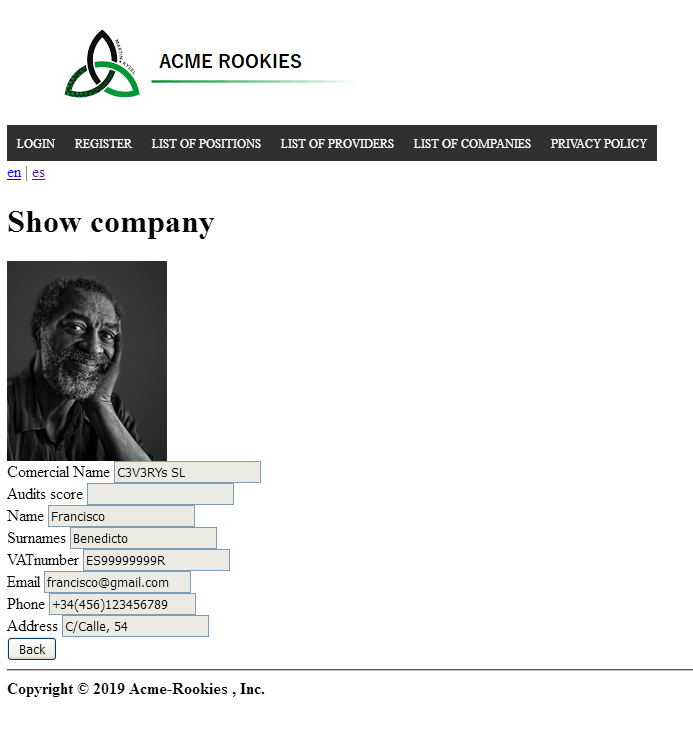 ACME ROOKIES
LOGIN REGISTER LIST OF POSITIONS LIST OF PROVIDERS LIST OF COMPANIES PRIVACY POLICY
en | es
Show company
Comercial Name C3V3RYs SL
Audits score
Name Francisco
Surnames Benedicto
VATnumber ES99999999R
Email francisco@gmail.com
Phone +34(456)123456789
Address C/Calle, 54
Back
Copyright © 2019 Acme-Rookies , Inc.